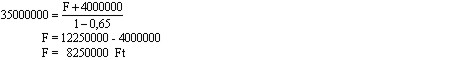 35000000 = (F + 4000000) / (1 − 0,65)
F = 12250000 - 4000000
F = 8250000 Ft